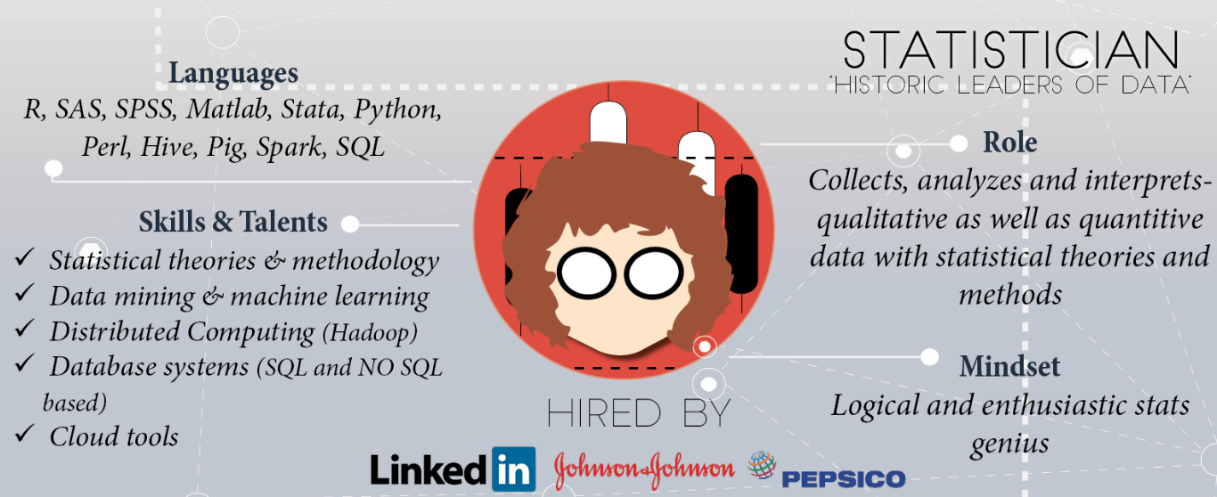 STATISTICIAN
'HISTORIC LEADERS OF DATA'
Languages
R, SAS, SPSS, Matlab, Stata, Python,
Perl, Hive, Pig, Spark, SQL
Skills & Talents
✓ Statistical theories & methodology
✓ Data mining & machine learning
✓ Distributed Computing (Hadoop)
✓ Database systems (SQL and NO SQL
based)
✓ Cloud tools
Role
Collects, analyzes and interprets-
qualitative as well as quantitive
data with statistical theories and
methods
Mindset
Logical and enthusiastic stats
genius
HIRED BY
Linked in Johnson & Johnson PEPSICO